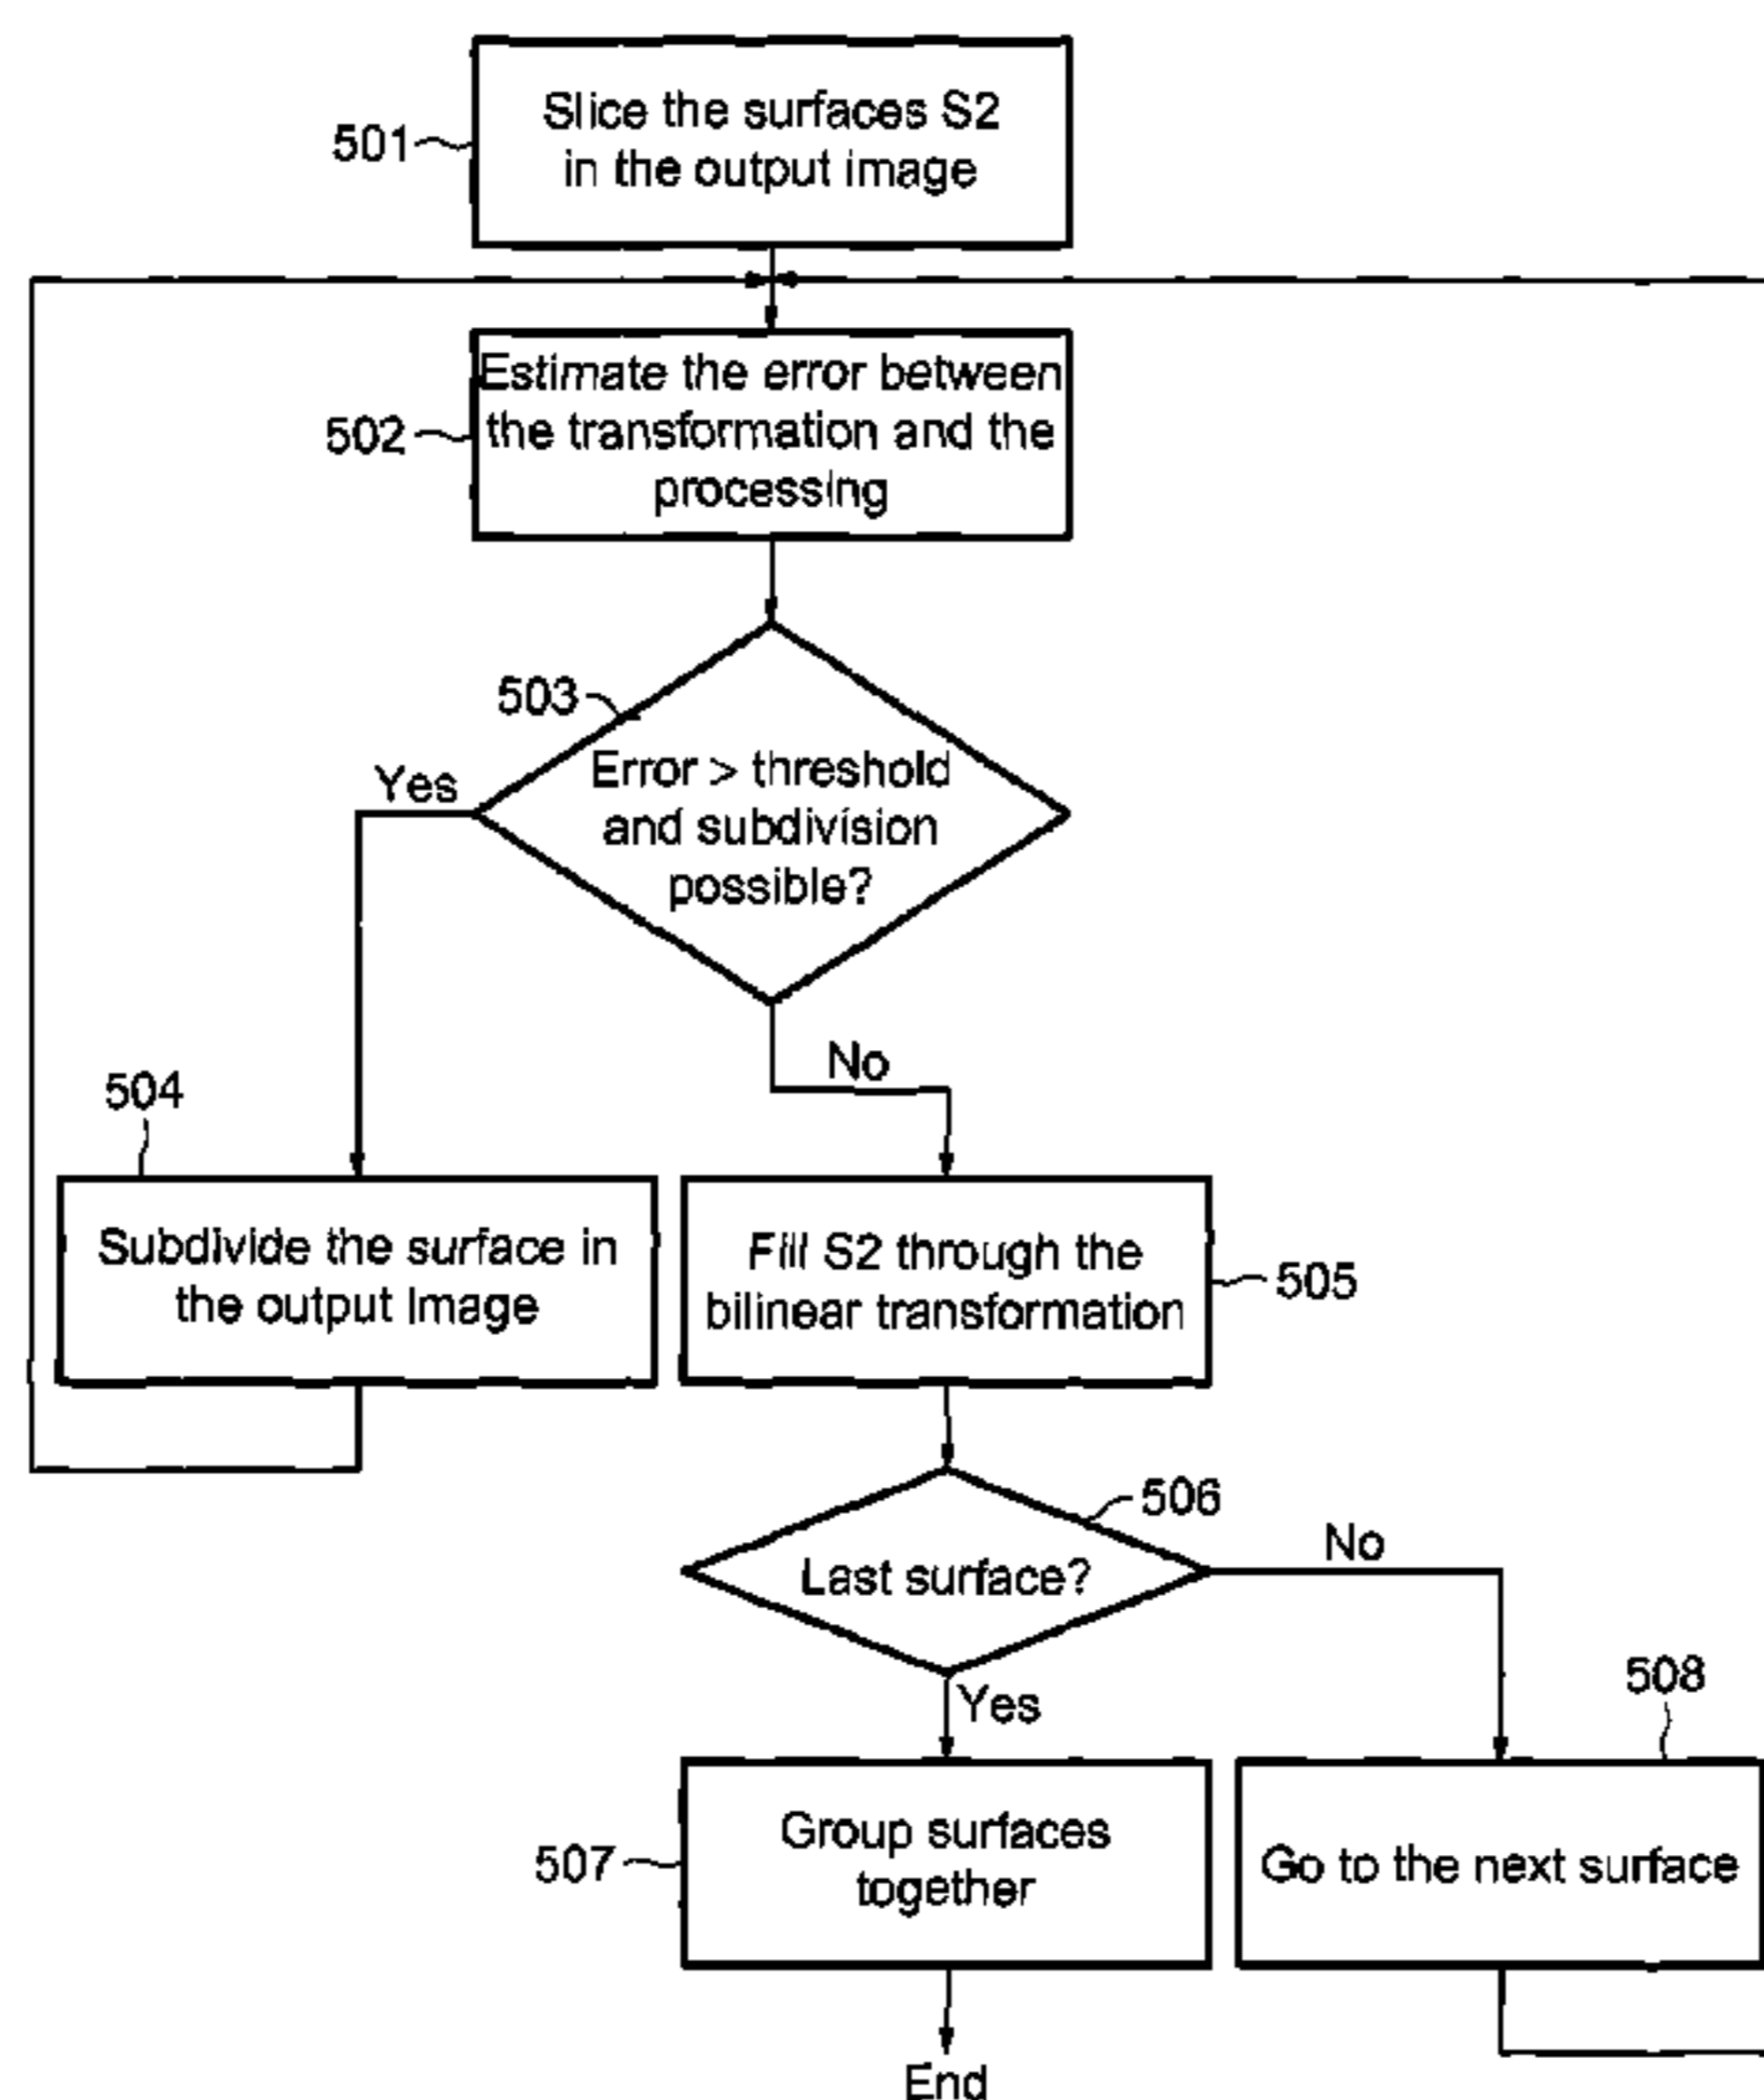 501
Slice the surfaces S2
in the output image
502
Estimate the error between
the transformation and the
processing
503
Error > threshold
and subdivision
possible?
Yes
No
504
Subdivide the surface in
the output image
Fill S2 through the
bilinear transformation
505
506
Last surface?
No
Yes
508
507
Group surfaces
together
Go to the next surface
End